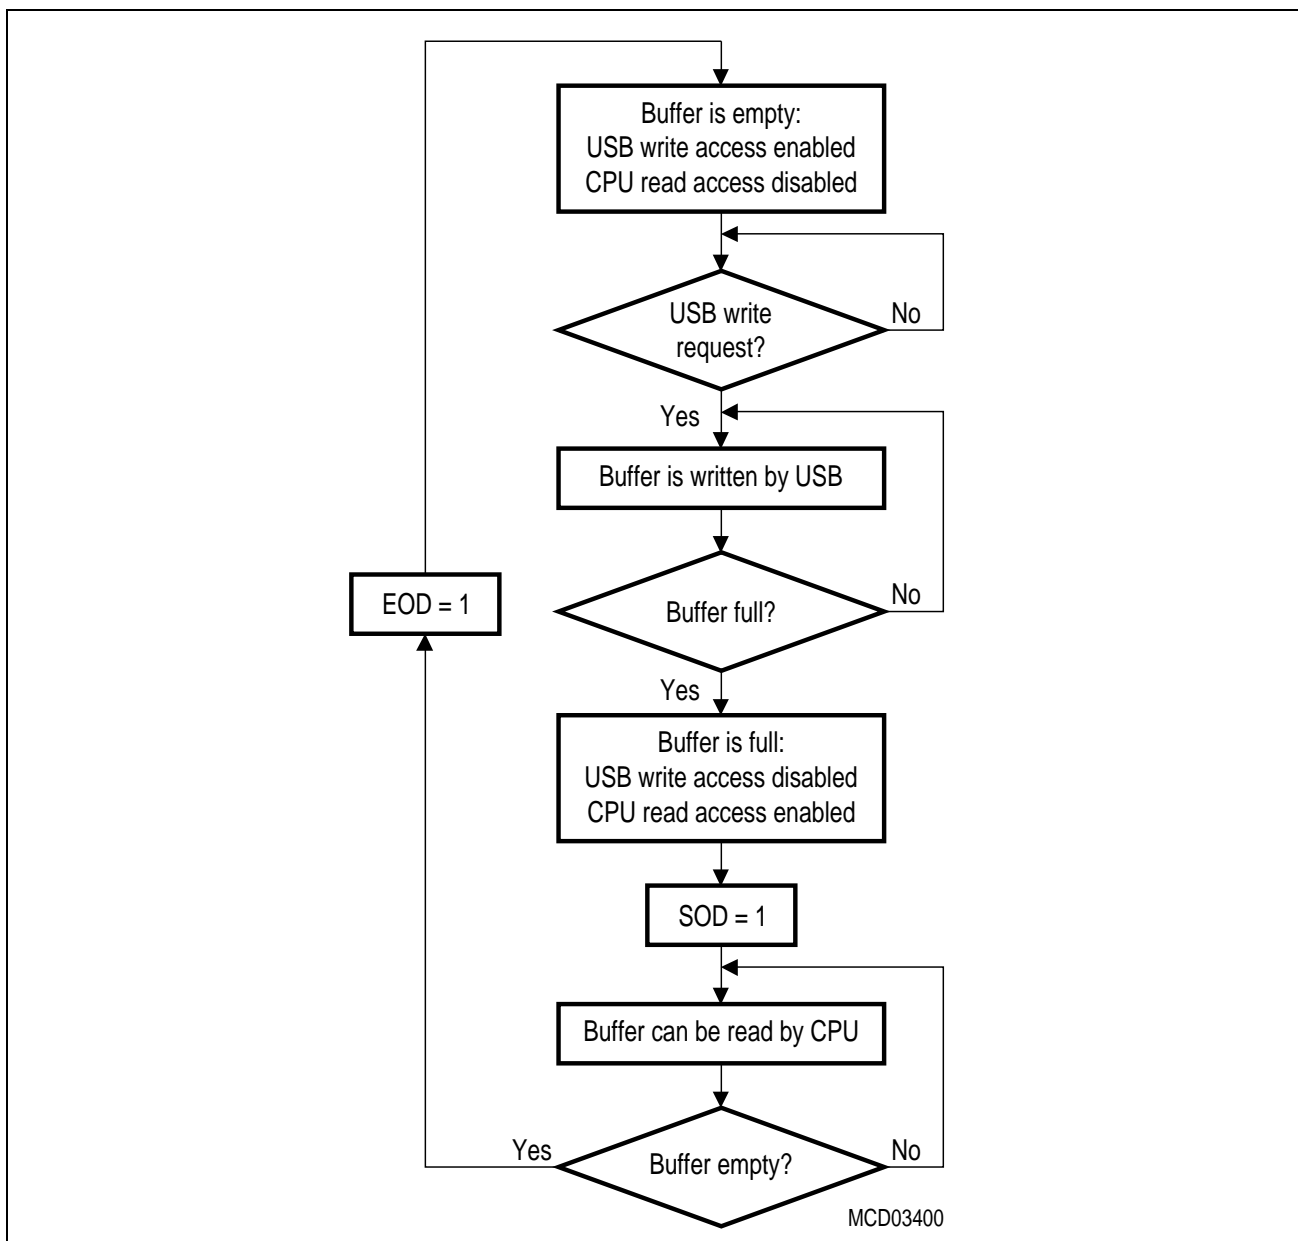 Buffer is empty:
USB write access enabled
CPU read access disabled
USB write
request?
No
Yes
Buffer is written by USB
EOD = 1
Buffer full?
No
Yes
Buffer is full:
USB write access disabled
CPU read access enabled
SOD = 1
Buffer can be read by CPU
Yes
Buffer empty?
No
MCD03400